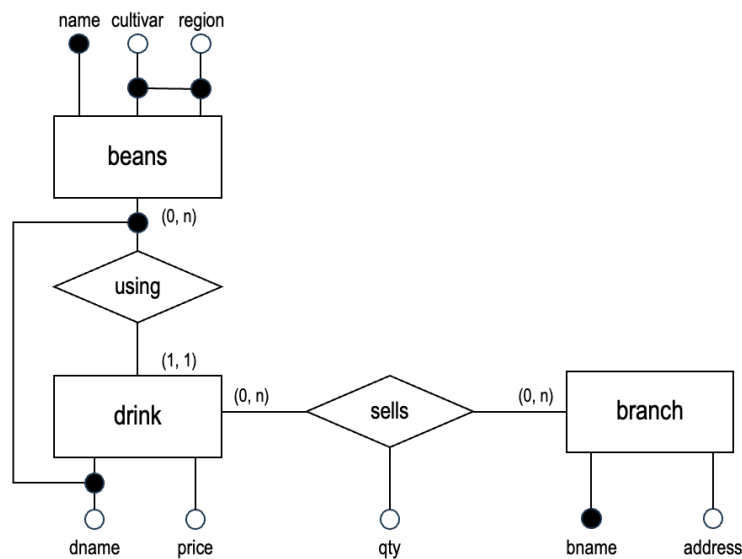 name cultivar region
beans
(0, n)
using
(1, 1)
(0, n)
sells
(0, n)
drink
branch
dname
price
qty
bname
address